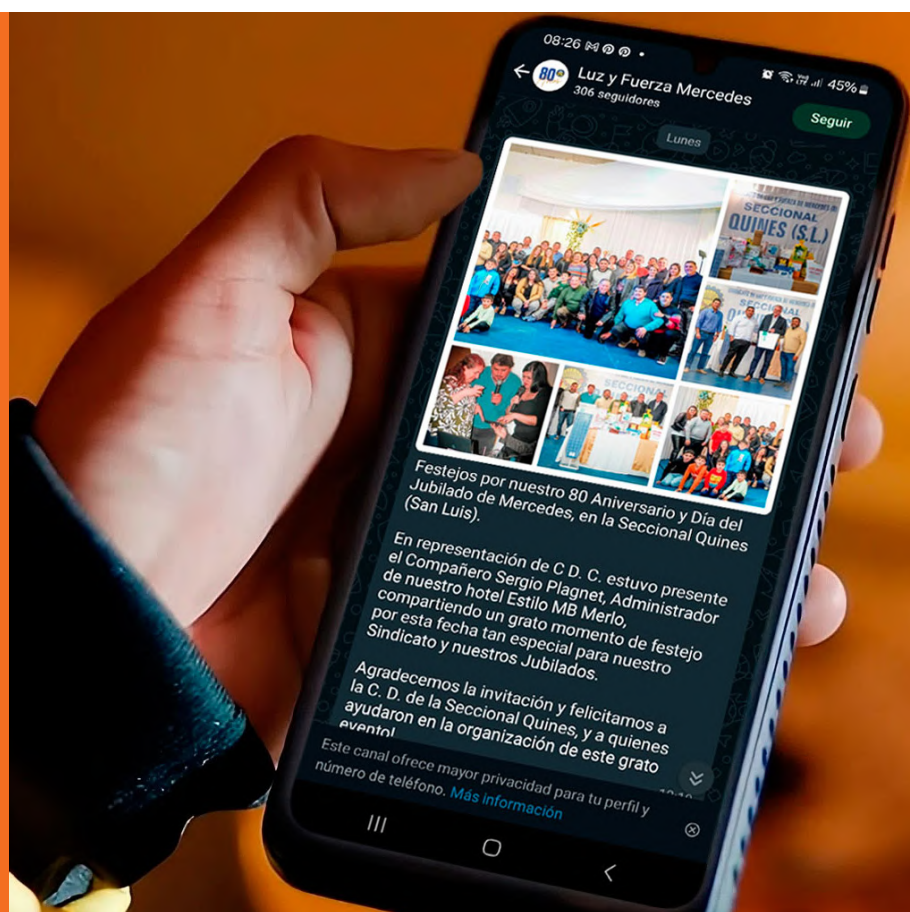 08:26
45%
80°
Luz y Fuerza Mercedes
306 seguidores
Seguir
Lunes
SECCIONAL
QUINES (S.L.)
SECCIONAL
SECCIONAL
Festejos por nuestro 80 Aniversario y Día del
Jubilado de Mercedes, en la Seccional Quines
(San Luis).
En representación de C D. C. estuvo presente
el Compañero Sergio Plagnet, Administrador
de nuestro hotel Estilo MB Merlo,
compartiendo un grato momento de festejo
por esta fecha tan especial para nuestro
Sindicato y nuestros Jubilados.
Agradecemos la invitación y felicitamos a
la C. D. de la Seccional Quines, y a quienes
ayudaron en la organización de este grato
evento!
Este canal ofrece mayor privacidad para tu perfil y
número de teléfono. Más información